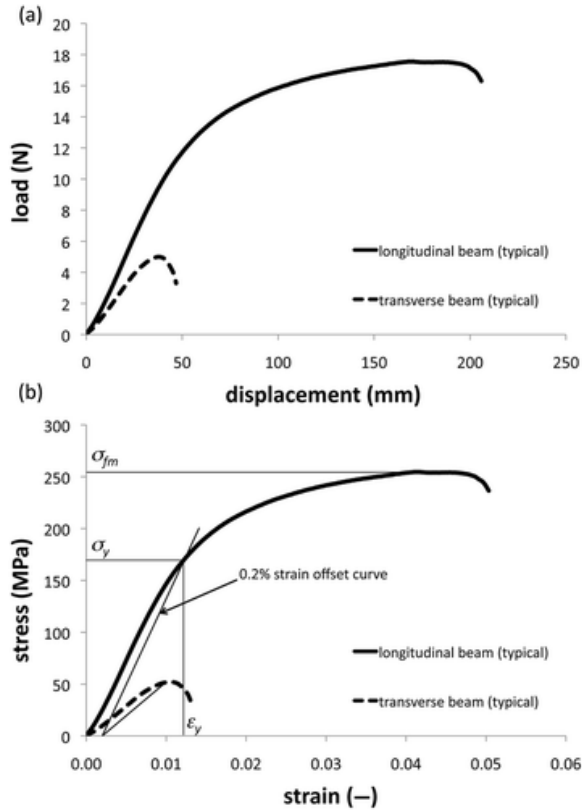 (a)
20
18
16
14
12
10
8
6
4
2
0
load (N)
longitudinal beam (typical)
transverse beam (typical)
0 50 100 150 200 250
displacement (mm)
(b)
300
250
200
150
100
50
0
stress (MPa)
σfm
σy
0.2% strain offset curve
longitudinal beam (typical)
transverse beam (typical)
εy
0.00 0.01 0.02 0.03 0.04 0.05 0.06
strain (—)